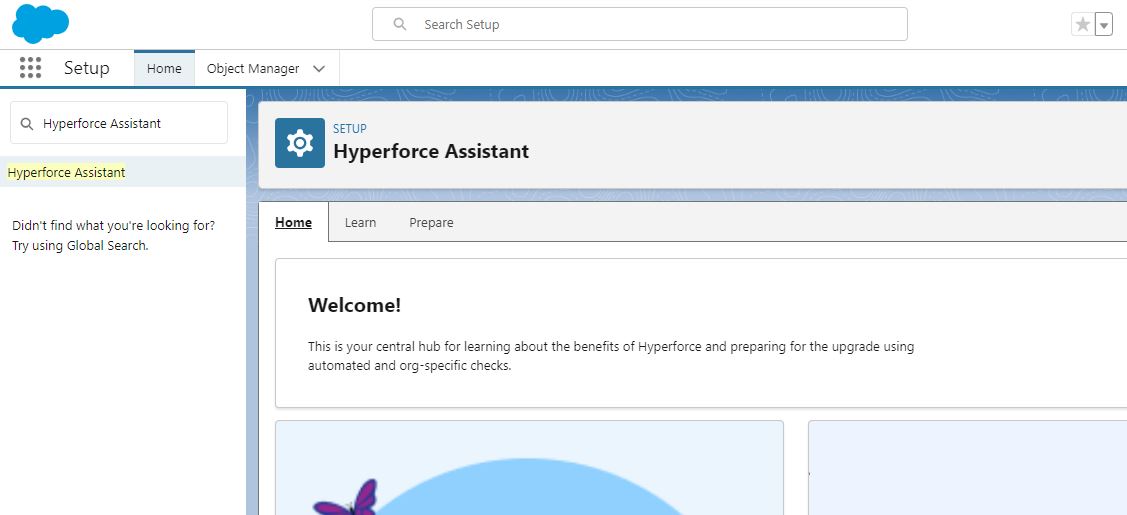 Search Setup
Setup
Home
Object Manager
Hyperforce Assistant
Hyperforce Assistant
Didn't find what you're looking for?
Try using Global Search.
SETUP
Hyperforce Assistant
Home
Learn
Prepare
Welcome!
This is your central hub for learning about the benefits of Hyperforce and preparing for the upgrade using
automated and org-specific checks.